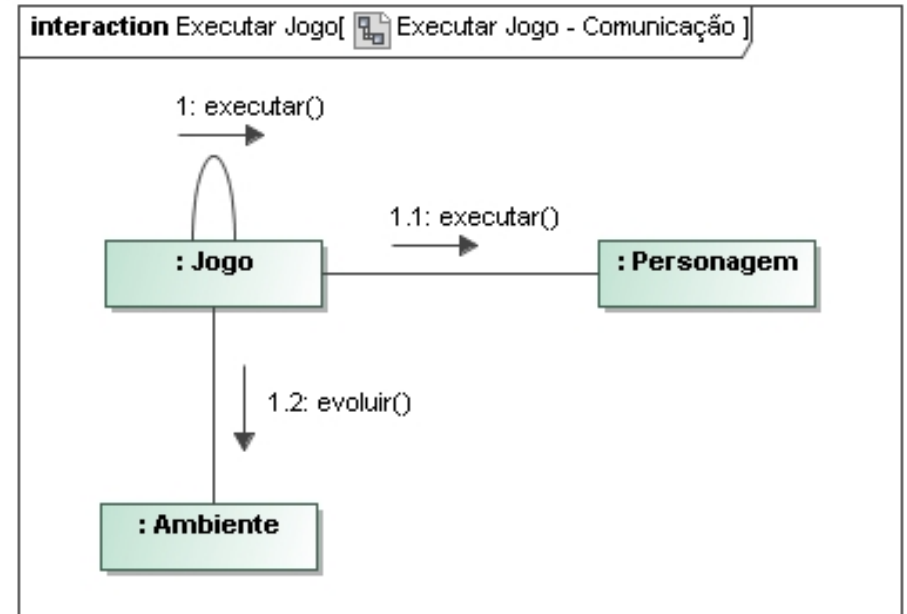 interaction Executar Jogo[ Executar Jogo - Comunicação ]
1: executar()
1.1: executar()
: Jogo
: Personagem
1.2: evoluir()
: Ambiente